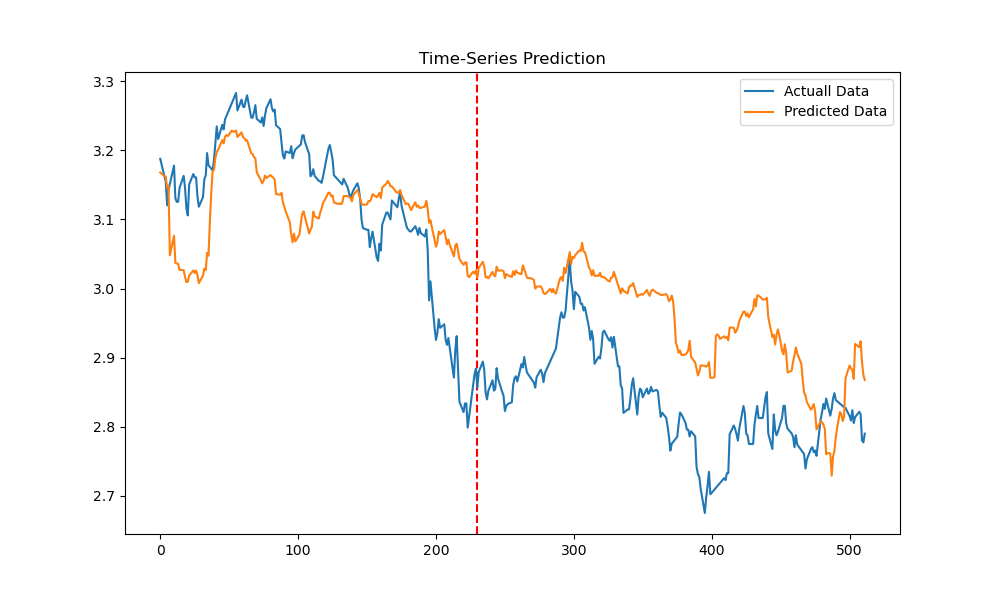 Time-Series Prediction
Actuall Data
Predicted Data
3.3
3.2
3.1
3.0
2.9
2.8
2.7
0 100 200 300 400 500